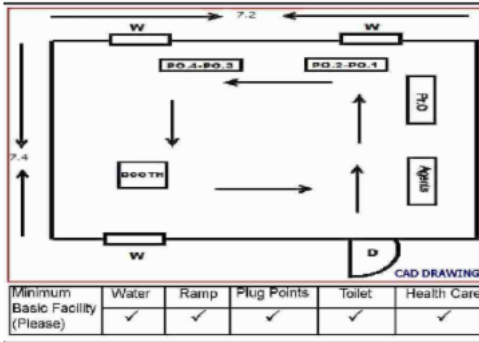 7.2
W
W
PO.4-PO.3
PO.2-PO.1
Pr.O
7.4
BOOTH
Agents
W
D
CAD DRAWING
Minimum Basic Facility (Please)
Water
Ramp
Plug Points
Toilet
Health Care
✓ ✓ ✓ ✓ ✓